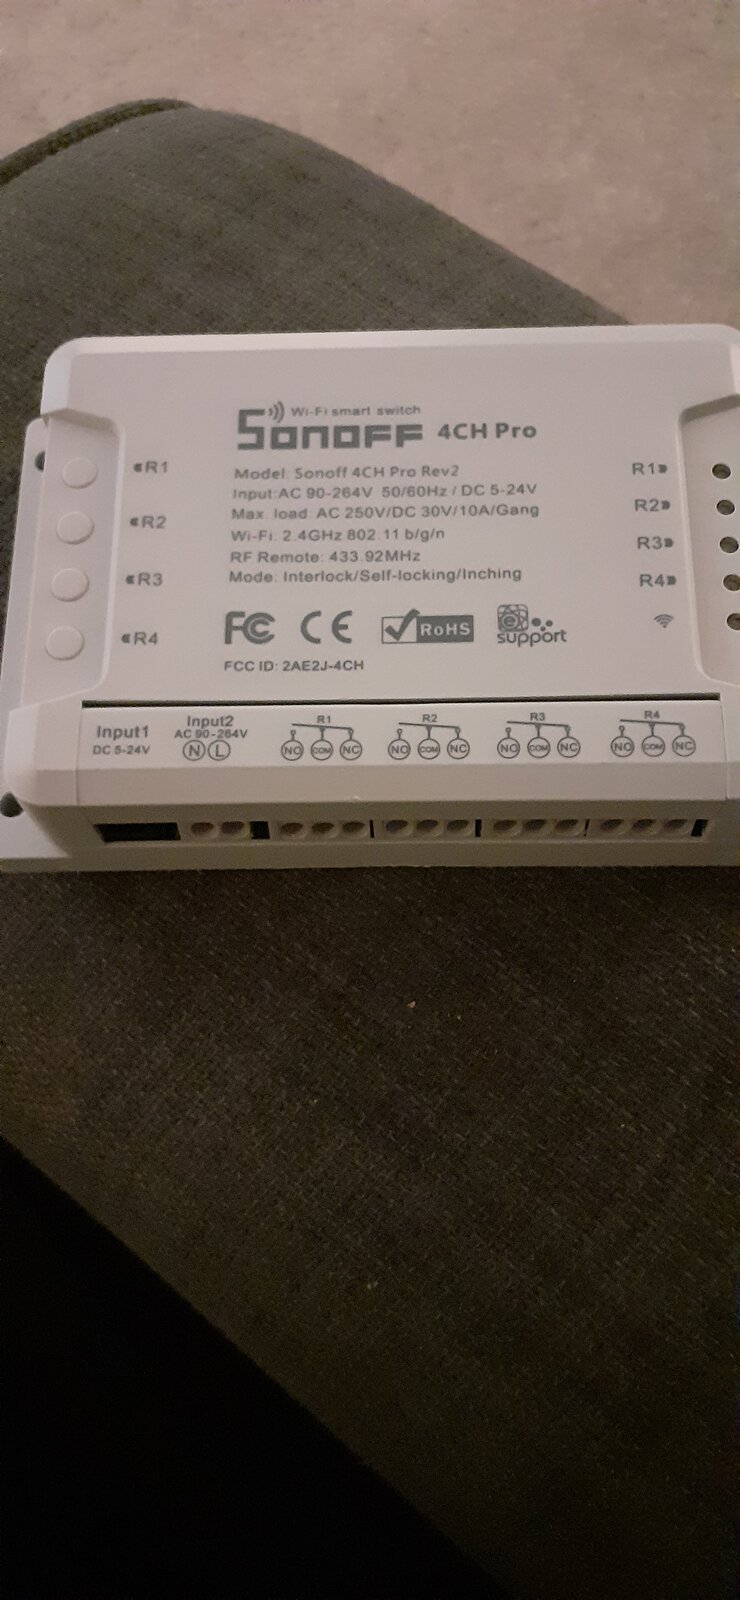 Wi-Fi smart switch
SONOFF 4CH Pro
Model: Sonoff 4CH Pro Rev2
Input:AC 90-264V 50/60Hz / DC 5-24V
Max. load: AC 250V/DC 30V/10A/Gang
Wi-Fi: 2.4GHz 802.11 b/g/n
RF Remote: 433.92MHz
Mode: Interlock/Self-locking/Inching
FC CE RoHS support
FCC ID: 2AE2J-4CH
R1
R2
R3
R4
R1
R2
R3
R4
Input1
DC 5-24V
Input2
AC 90-264V
N L
R1
NO COM NC
R2
NO COM NC
R3
NO COM NC
R4
NO COM NC